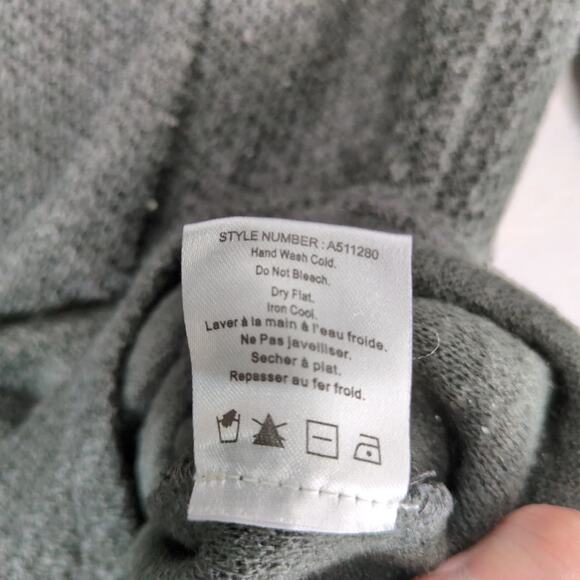 STYLE NUMBER : A511280
Hand Wash Cold.
Do Not Bleach.
Dry Flat.
Iron Cool.
Laver à la main à l'eau froide.
Ne Pas javelliser.
Secher à plat.
Repasser au fer froid.